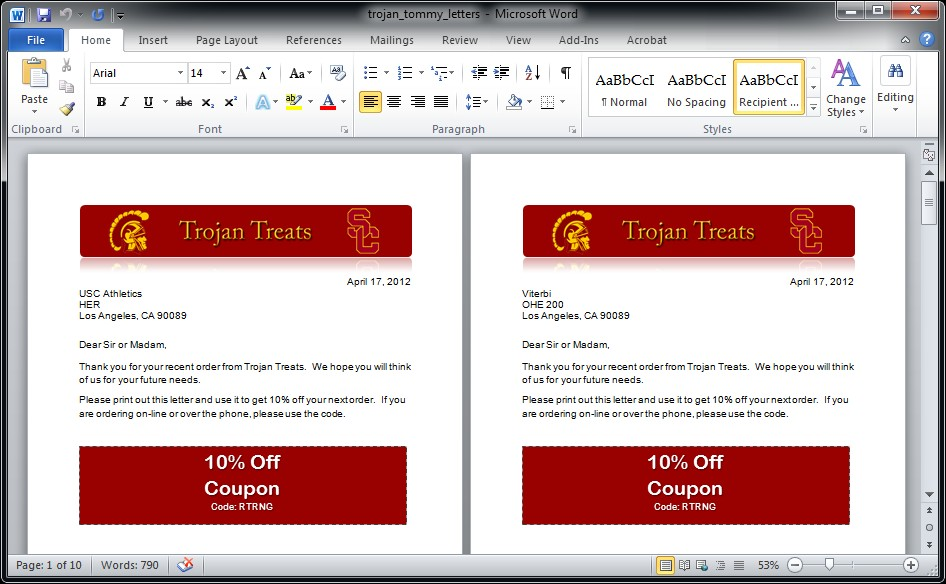 trojan_tommy_letters - Microsoft Word
File Home Insert Page Layout References Mailings Review View Add-Ins Acrobat
Arial 14
Aa
AaBbCcI AaBbCcI AaBbCcI
Paste
B I U abc X₂ X² A ab A
¶ Normal No Spacing Recipient ...
Change Styles
Editing
Clipboard Font Paragraph Styles
Trojan Treats
SC
April 17, 2012
USC Athletics
HER
Los Angeles, CA 90089
Dear Sir or Madam,
Thank you for your recent order from Trojan Treats. We hope you will think
of us for your future needs.
Please print out this letter and use it to get 10% off your next order. If you
are ordering on-line or over the phone, please use the code.
10% Off
Coupon
Code: RTRNG
Trojan Treats
SC
April 17, 2012
Viterbi
OHE 200
Los Angeles, CA 90089
Dear Sir or Madam,
Thank you for your recent order from Trojan Treats. We hope you will think
of us for your future needs.
Please print out this letter and use it to get 10% off your next order. If you
are ordering on-line or over the phone, please use the code.
10% Off
Coupon
Code: RTRNG
Page: 1 of 10 Words: 790 53%